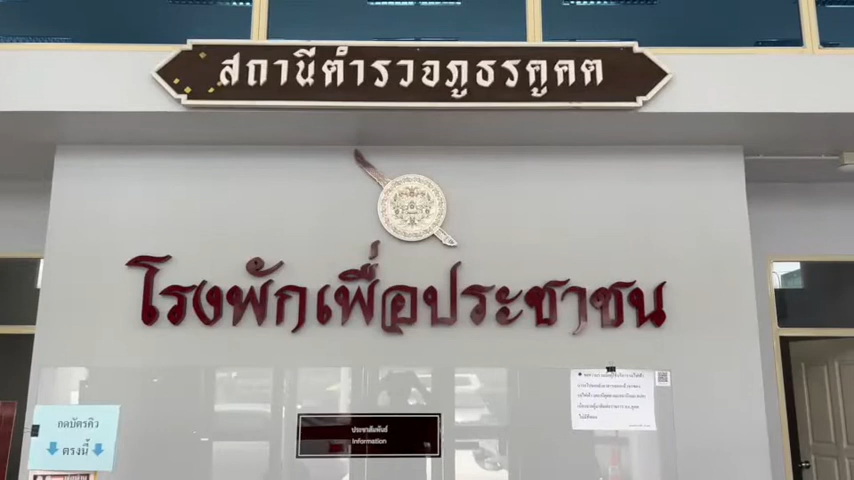 สถานีตำรวจภูธรคูคต
โรงพักเพื่อประชาชน
กดบัตรคิว
ตรงนี้
ประชาสัมพันธ์
Information